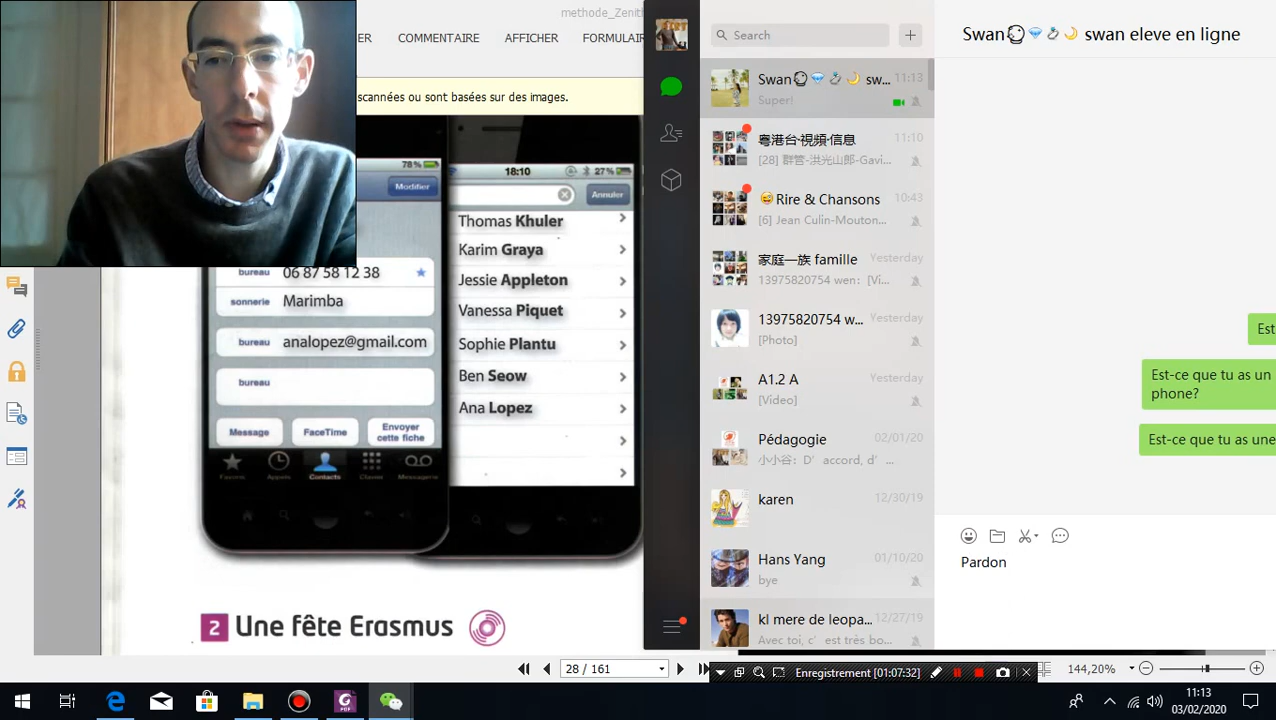 methode_Zenith
ER COMMENTAIRE AFFICHER FORMULAI
scannées ou sont basées sur des images.
78%
Modifier
bureau 06 87 58 12 38
sonnerie Marimba
bureau analopez@gmail.com
bureau
Message FaceTime Envoyer cette fiche
Favoris Appels Contacts Clavier Messagerie
18:10 27%
Annuler
Thomas Khuler
Karim Graya
Jessie Appleton
Vanessa Piquet
Sophie Plantu
Ben Seow
Ana Lopez
2 Une fête Erasmus
28 / 161
Search
Swan sw... 11:13
Super!
粵港台·視頻·信息 11:10
[28] 群管-洪光山郎-Gavi...
Rire & Chansons 10:43
[6] Jean Culin-Mouton...
家庭一族 famille Yesterday
13975820754 wen: [Vi...
13975820754 w... Yesterday
[Photo]
A1.2 A Yesterday
[Video]
Pédagogie 02/01/20
小小谷: D'accord, d'...
karen 12/30/19
Hans Yang 01/10/20
bye
kl mere de leopa... 12/27/19
Avec toi, c'est très bo...
Swan swan eleve en ligne
Est
Est-ce que tu as un
phone?
Est-ce que tu as une
Pardon
Enregistrement [01:07:32]
144,20%
11:13
03/02/2020